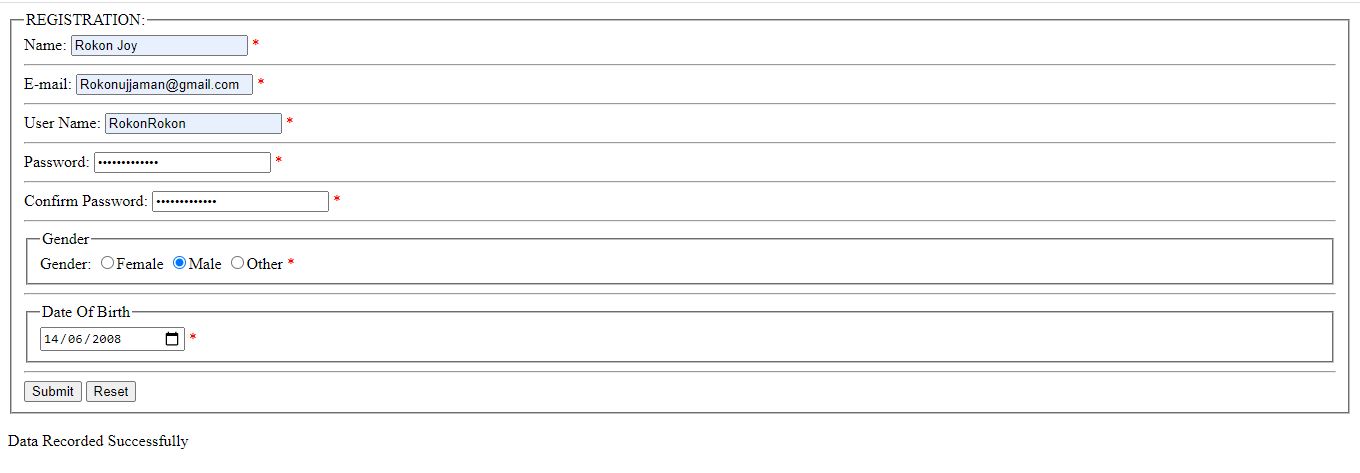 REGISTRATION:
Name: Rokon Joy *
E-mail: Rokonujjaman@gmail.com *
User Name: RokonRokon *
Password: ••••••••••••• *
Confirm Password: ••••••••••••• *
Gender
Gender: Female Male Other *
Date Of Birth
14/06/2008 *
Submit Reset
Data Recorded Successfully